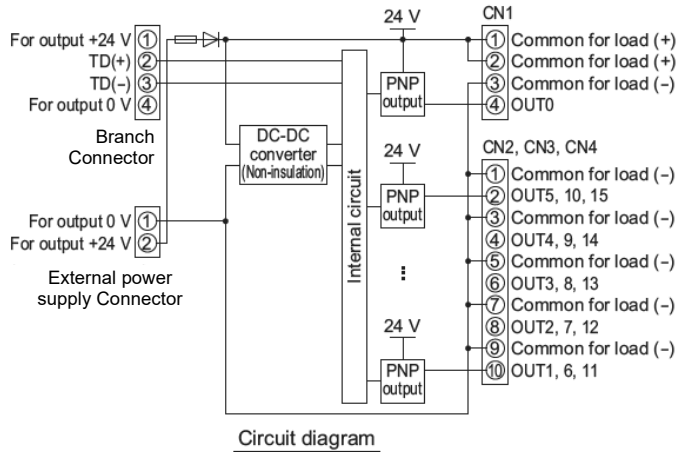 For output +24 V ①
TD(+) ②
TD(−) ③
For output 0 V ④
Branch
Connector
For output 0 V ①
For output +24 V ②
External power
supply Connector
DC-DC
converter
(Non-insulation)
Internal circuit
24 V
PNP
output
24 V
PNP
output
24 V
PNP
output
CN1
① Common for load (+)
② Common for load (+)
③ Common for load (−)
④ OUT0
CN2, CN3, CN4
① Common for load (−)
② OUT5, 10, 15
③ Common for load (−)
④ OUT4, 9, 14
⑤ Common for load (−)
⑥ OUT3, 8, 13
⑦ Common for load (−)
⑧ OUT2, 7, 12
⑨ Common for load (−)
⑩ OUT1, 6, 11
Circuit diagram